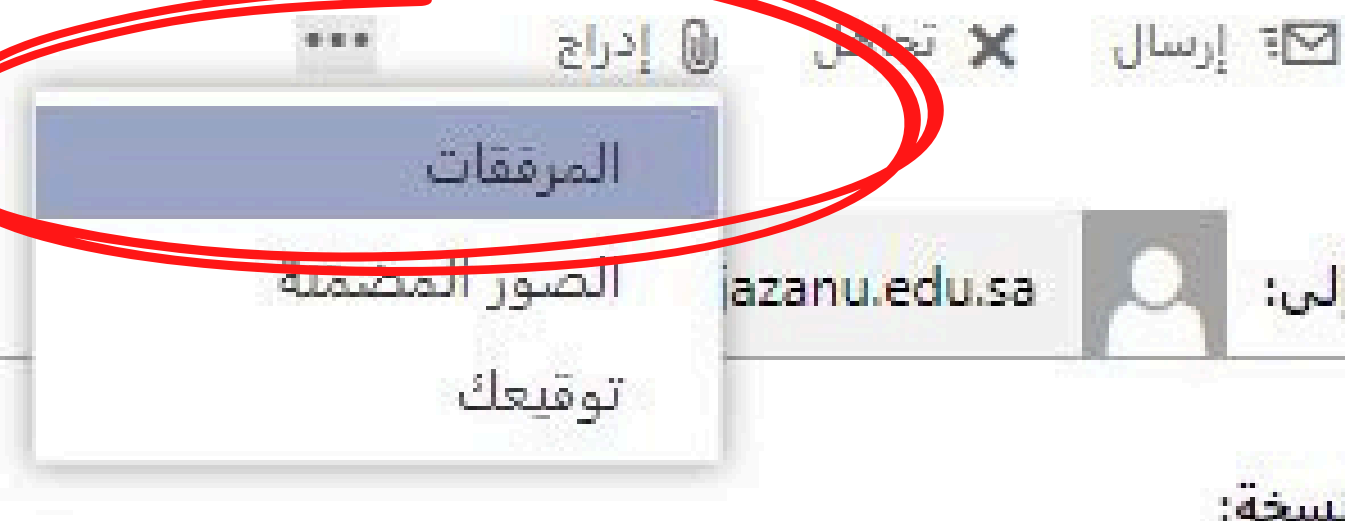 إرسال تجاهل إدراج •••
المرفقات
إلى: jazanu.edu.sa
الصور المضمنة
توقيعك
نسخة: